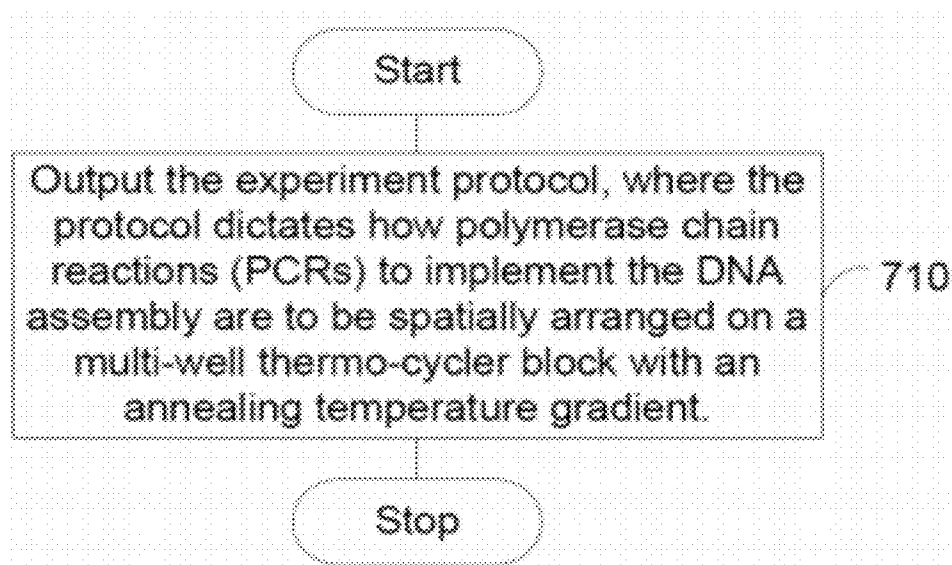 Start
Output the experiment protocol, where the
protocol dictates how polymerase chain
reactions (PCRs) to implement the DNA
assembly are to be spatially arranged on a
multi-well thermo-cycler block with an
annealing temperature gradient.
710
Stop